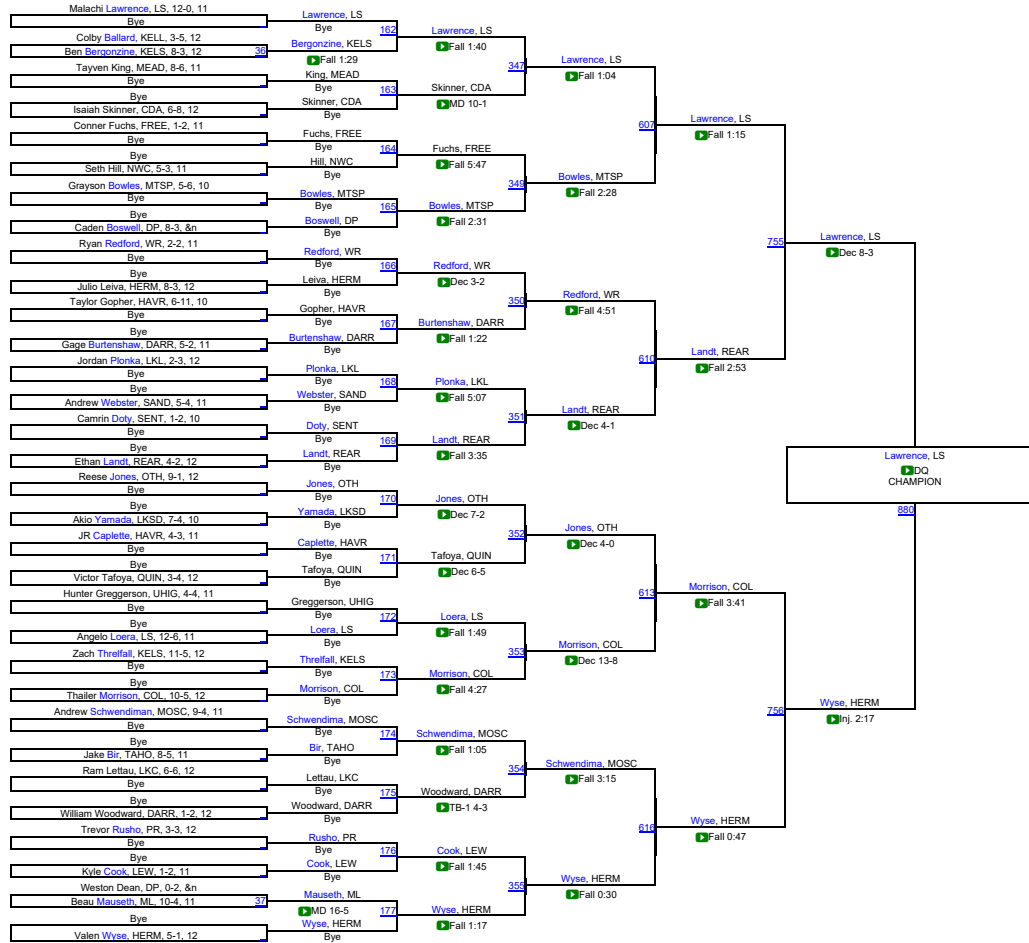 Malachi Lawrence, LS, 12-0, 11
Bye
Colby Ballard, KELL, 3-5, 12
Ben Bergonzine, KELS, 8-3, 12
36
Tayven King, MEAD, 8-6, 11
Bye
Bye
Isaiah Skinner, CDA, 6-8, 12
Conner Fuchs, FREE, 1-2, 11
Bye
Bye
Seth Hill, NWC, 5-3, 11
Grayson Bowles, MTSP, 5-6, 10
Bye
Bye
Caden Boswell, DP, 8-3, &n
Ryan Redford, WR, 2-2, 11
Bye
Bye
Julio Leiva, HERM, 8-3, 12
Taylor Gopher, HAVR, 6-11, 10
Bye
Bye
Gage Burtenshaw, DARR, 5-2, 11
Jordan Plonka, LKL, 2-3, 12
Bye
Bye
Andrew Webster, SAND, 5-4, 11
Camrin Doty, SENT, 1-2, 10
Bye
Bye
Ethan Landt, REAR, 4-2, 12
Reese Jones, OTH, 9-1, 12
Bye
Bye
Akio Yamada, LKSD, 7-4, 10
JR Caplette, HAVR, 4-3, 11
Bye
Bye
Victor Tafoya, QUIN, 3-4, 12
Hunter Greggerson, UHIG, 4-4, 11
Bye
Bye
Angelo Loera, LS, 12-6, 11
Zach Threlfall, KELS, 11-5, 12
Bye
Bye
Thailer Morrison, COL, 10-5, 12
Andrew Schwendiman, MOSC, 9-4, 11
Bye
Bye
Jake Bir, TAHO, 8-5, 11
Ram Lettau, LKC, 6-6, 12
Bye
Bye
William Woodward, DARR, 1-2, 12
Trevor Rusho, PR, 3-3, 12
Bye
Bye
Kyle Cook, LEW, 1-2, 11
Weston Dean, DP, 0-2, &n
Beau Mauseth, ML, 10-4, 11
37
Bye
Valen Wyse, HERM, 5-1, 12
Lawrence, LS
Bye
162
Bergonzine, KELS
Fall 1:29
King, MEAD
Bye
163
Skinner, CDA
Bye
Fuchs, FREE
Bye
164
Hill, NWC
Bye
Bowles, MTSP
Bye
165
Boswell, DP
Bye
Redford, WR
Bye
166
Leiva, HERM
Bye
Gopher, HAVR
Bye
167
Burtenshaw, DARR
Bye
Plonka, LKL
Bye
168
Webster, SAND
Bye
Doty, SENT
Bye
169
Landt, REAR
Bye
Jones, OTH
Bye
170
Yamada, LKSD
Bye
Caplette, HAVR
Bye
171
Tafoya, QUIN
Bye
Greggerson, UHIG
Bye
172
Loera, LS
Bye
Threlfall, KELS
Bye
173
Morrison, COL
Bye
Schwendima, MOSC
Bye
174
Bir, TAHO
Bye
Lettau, LKC
Bye
175
Woodward, DARR
Bye
Rusho, PR
Bye
176
Cook, LEW
Bye
Mauseth, ML
MD 16-5
177
Wyse, HERM
Bye
Lawrence, LS
Fall 1:40
347
Skinner, CDA
MD 10-1
Fuchs, FREE
Fall 5:47
349
Bowles, MTSP
Fall 2:31
Redford, WR
Dec 3-2
350
Burtenshaw, DARR
Fall 1:22
Plonka, LKL
Fall 5:07
351
Landt, REAR
Fall 3:35
Jones, OTH
Dec 7-2
352
Tafoya, QUIN
Dec 6-5
Loera, LS
Fall 1:49
353
Morrison, COL
Fall 4:27
Schwendima, MOSC
Fall 1:05
354
Woodward, DARR
TB-1 4-3
Cook, LEW
Fall 1:45
355
Wyse, HERM
Fall 1:17
Lawrence, LS
Fall 1:04
607
Bowles, MTSP
Fall 2:28
Redford, WR
Fall 4:51
610
Landt, REAR
Dec 4-1
Jones, OTH
Dec 4-0
613
Morrison, COL
Dec 13-8
Schwendima, MOSC
Fall 3:15
616
Wyse, HERM
Fall 0:30
Lawrence, LS
Fall 1:15
755
Landt, REAR
Fall 2:53
Morrison, COL
Fall 3:41
756
Wyse, HERM
Fall 0:47
Lawrence, LS
Dec 8-3
Wyse, HERM
Inj. 2:17
Lawrence, LS
DQ
CHAMPION
880